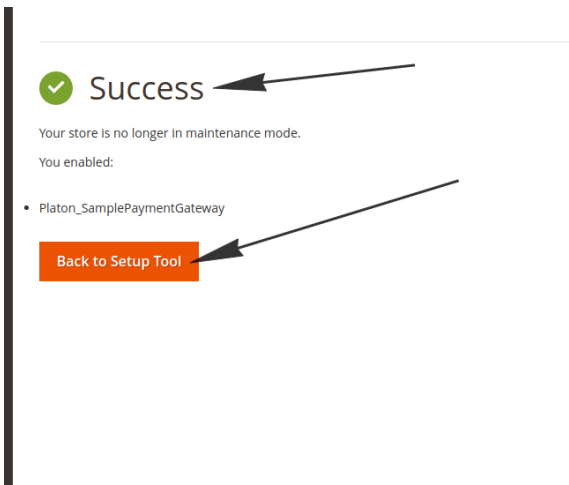 Success
Your store is no longer in maintenance mode.
You enabled:
Platon_SamplePaymentGateway
Back to Setup Tool